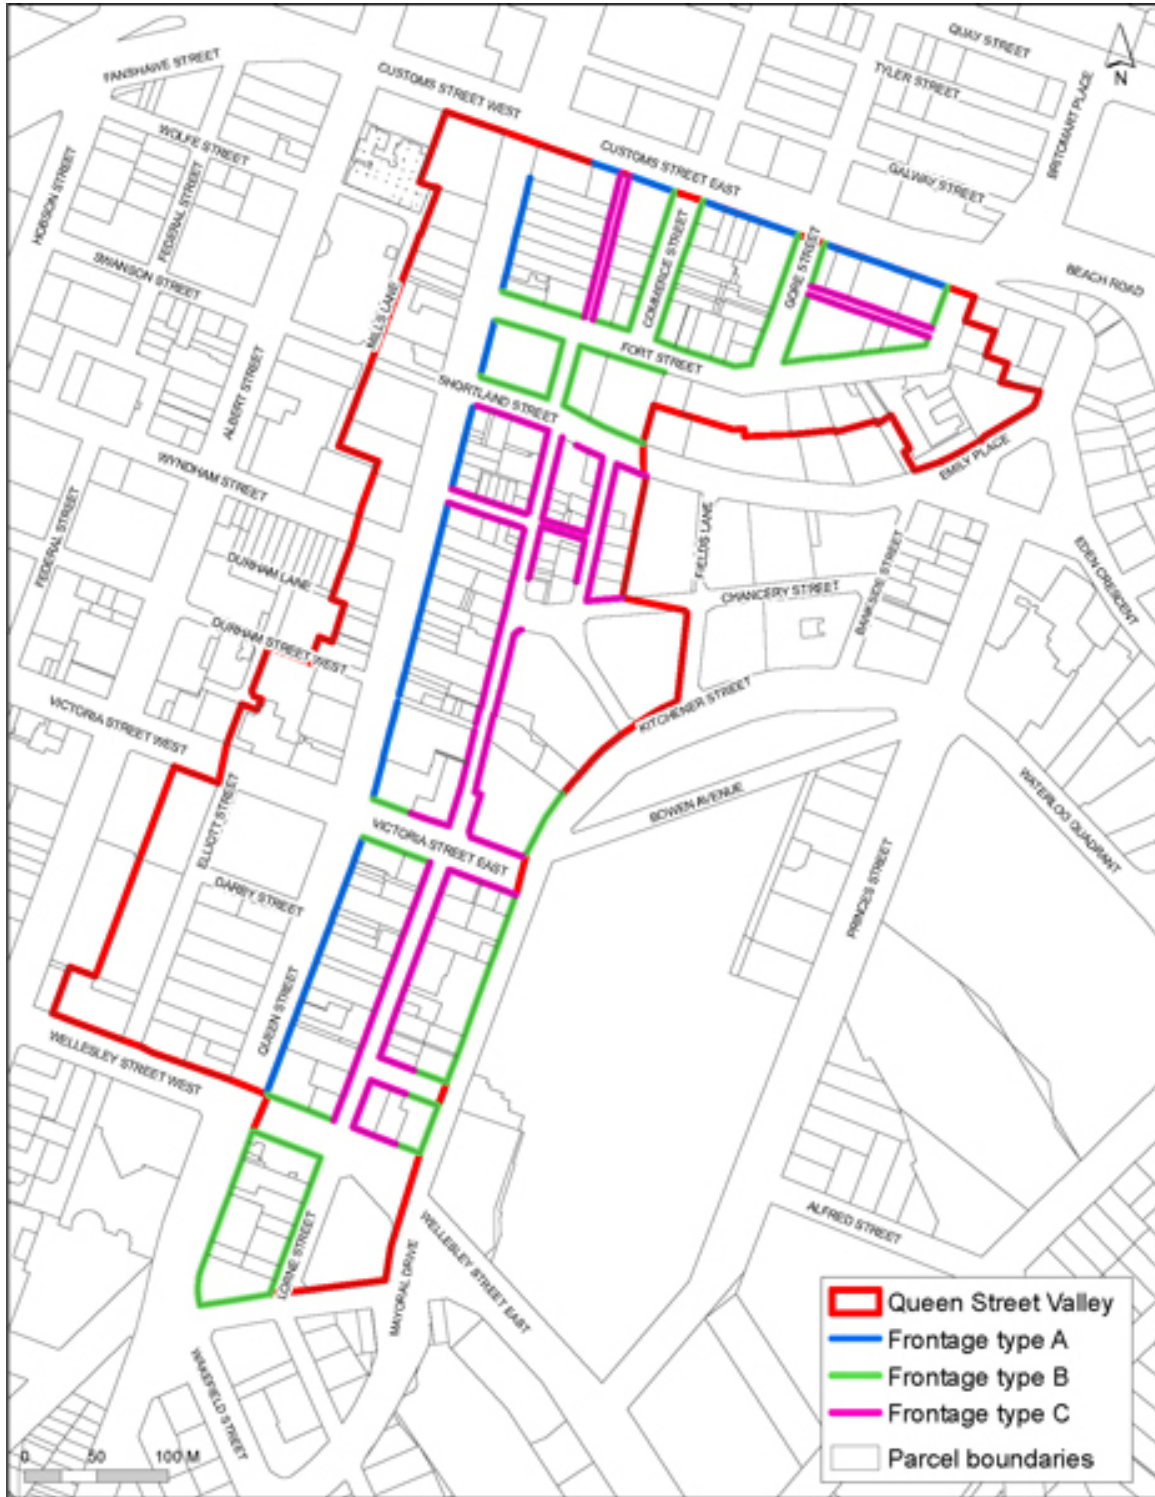 QUAY STREET
FANSHAWE STREET
CUSTOMS STREET WEST
TYLER STREET
N
BRITOMART PLACE
WOLFE STREET
CUSTOMS STREET EAST
GALWAY STREET
HOBSON STREET
FEDERAL STREET
SWANSON STREET
COMMERCE STREET
GORE STREET
BEACH ROAD
MILLS LANE
FORT STREET
ALBERT STREET
SHORTLAND STREET
EMILY PLACE
WYNDHAM STREET
FEDERAL STREET
FIELDS LANE
BANKSIDE STREET
EDEN CRESCENT
DURHAM LANE
CHANCERY STREET
DURHAM STREET WEST
KITCHENER STREET
VICTORIA STREET WEST
ELLIOTT STREET
BOWEN AVENUE
WATERLOO QUADRANT
VICTORIA STREET EAST
PRINCES STREET
DARBY STREET
QUEEN STREET
WELLESLEY STREET WEST
LORNE STREET
MAYORAL DRIVE
WELLESLEY STREET EAST
ALFRED STREET
WAKEFIELD STREET
Queen Street Valley
Frontage type A
Frontage type B
Frontage type C
Parcel boundaries
0 50 100 M